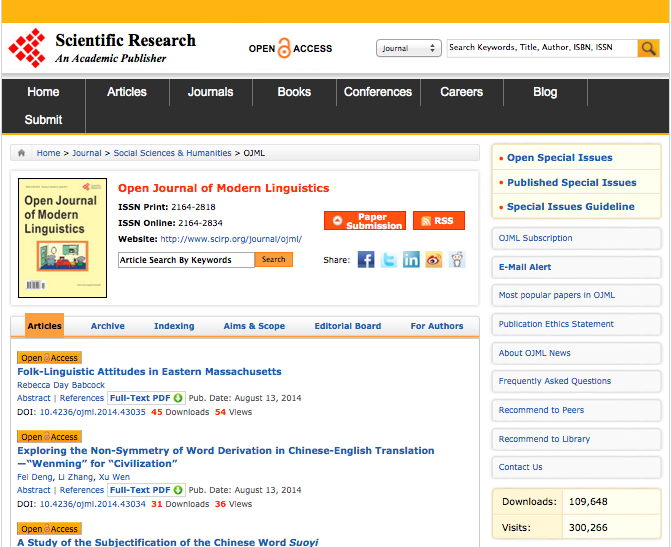 Scientific Research
An Academic Publisher
OPEN ACCESS
Journal
Search Keywords, Title, Author, ISBN, ISSN
Home
Articles
Journals
Books
Conferences
Careers
Blog
Submit
Home > Journal > Social Sciences & Humanities > OJML
Open Journal
of Modern
Linguistics
Open Journal of Modern Linguistics
ISSN Print: 2164-2818
ISSN Online: 2164-2834
Website: http://www.scirp.org/journal/ojml/
Paper
Submission
RSS
Article Search By Keywords
Search
Share:
Articles
Archive
Indexing
Aims & Scope
Editorial Board
For Authors
Open Access
Folk-Linguistic Attitudes in Eastern Massachusetts
Rebecca Day Babcock
Abstract | References Full-Text PDF Pub. Date: August 13, 2014
DOI: 10.4236/ojml.2014.43035 45 Downloads 54 Views
Open Access
Exploring the Non-Symmetry of Word Derivation in Chinese-English Translation
—“Wenming” for “Civilization”
Fei Deng, Li Zhang, Xu Wen
Abstract | References Full-Text PDF Pub. Date: August 13, 2014
DOI: 10.4236/ojml.2014.43034 31 Downloads 36 Views
Open Access
A Study of the Subjectification of the Chinese Word Suoyi
• Open Special Issues
• Published Special Issues
• Special Issues Guideline
OJML Subscription
E-Mail Alert
Most popular papers in OJML
Publication Ethics Statement
About OJML News
Frequently Asked Questions
Recommend to Peers
Recommend to Library
Contact Us
Downloads: 109,648
Visits: 300,266